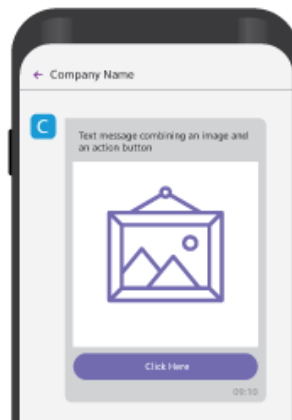 ← Company Name
C
Text message combining an image and
an action button
Click Here
09:10